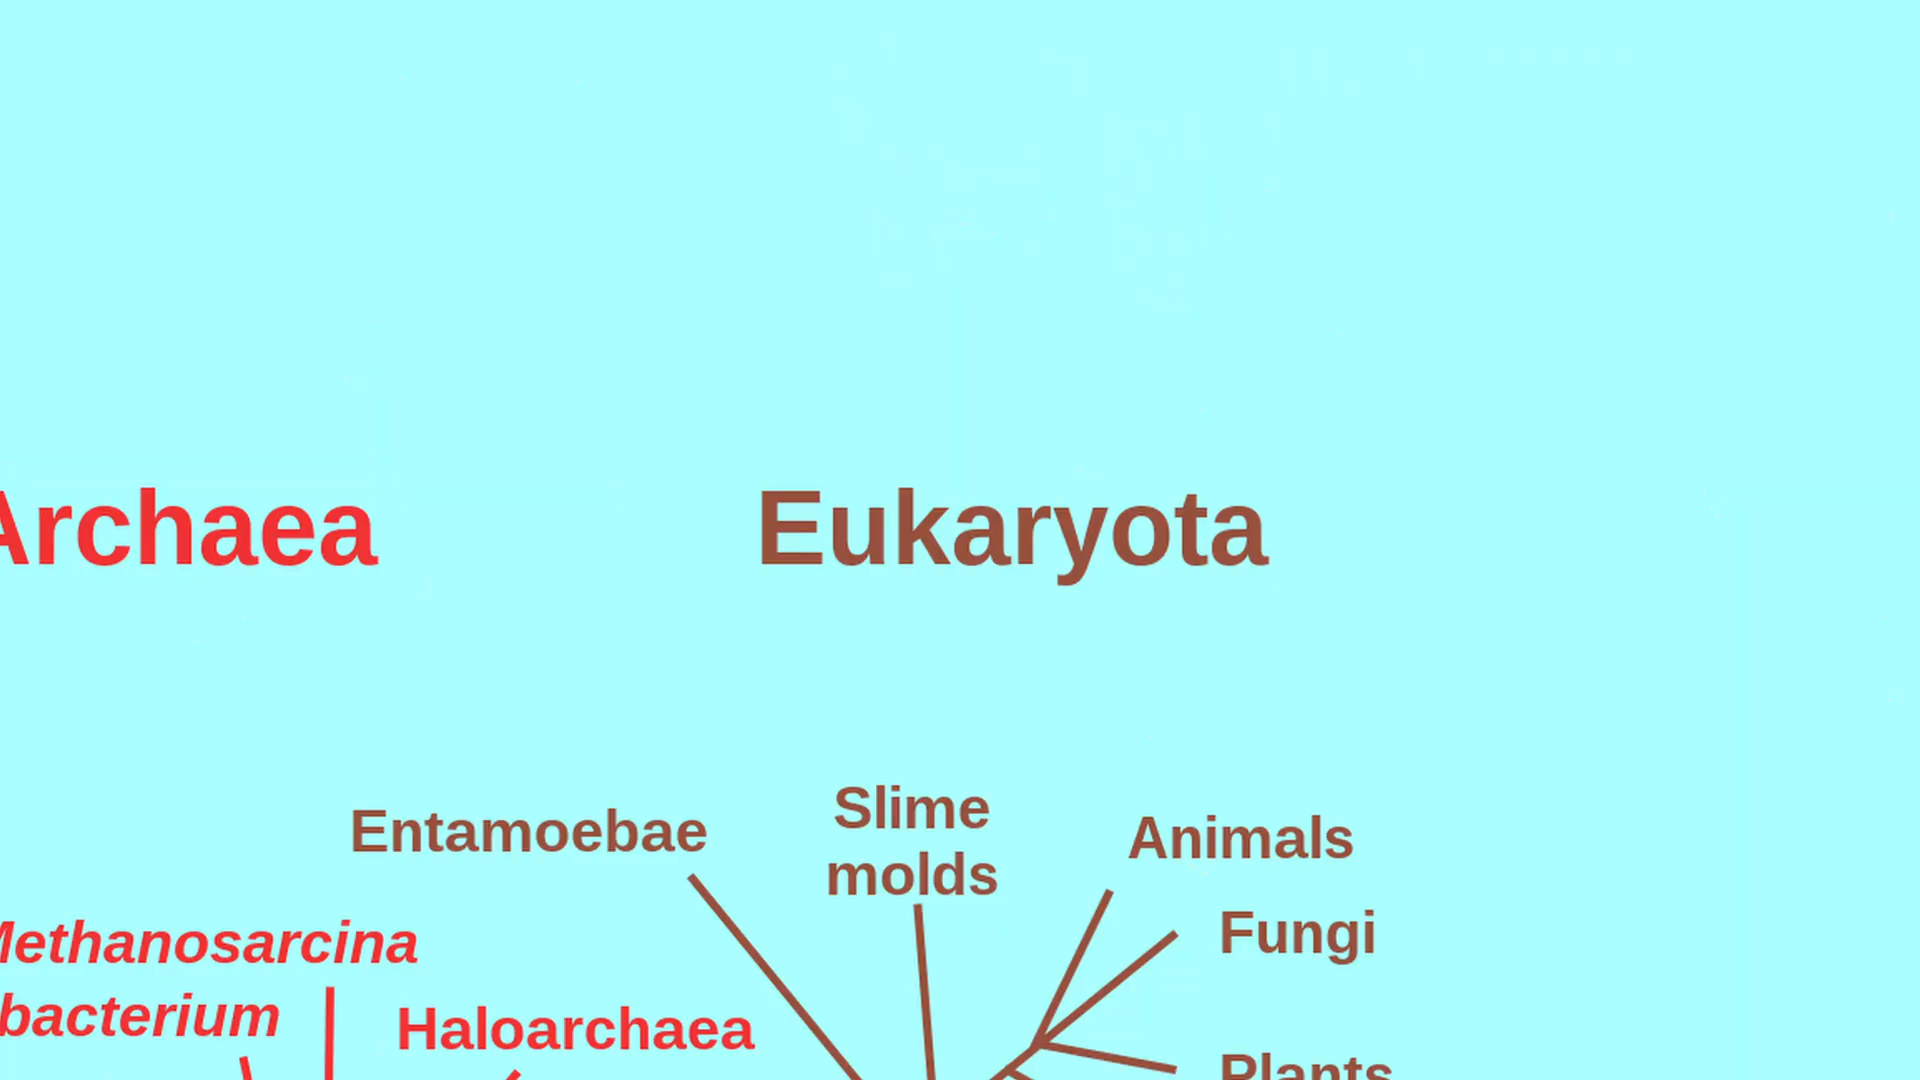 Archaea
Eukaryota
Entamoebae
Slime
molds
Animals
Fungi
Methanosarcina
bacterium
Haloarchaea
Plants